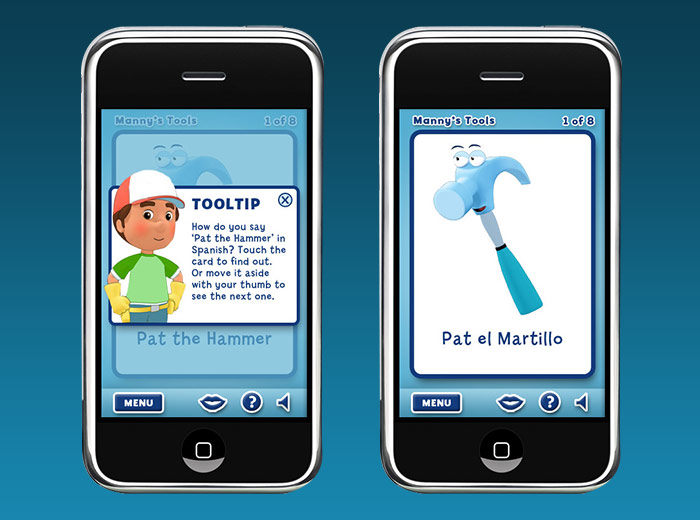 Manny's Tools 1 of 8
TOOLTIP
How do you say
'Pat the Hammer' in
Spanish? Touch the
card to find out.
Or move it aside
with your thumb to
see the next one.
Pat the Hammer
MENU ?
Manny's Tools 1 of 8
Pat el Martillo
MENU ?